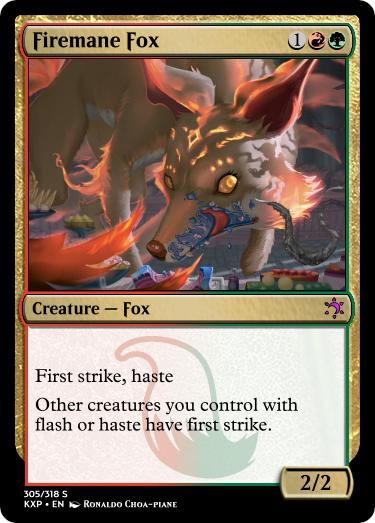 Firemane Fox 1
Creature — Fox
First strike, haste
Other creatures you control with
flash or haste have first strike.
2/2
305/318 S
KXP • EN Ronaldo Choa-piane